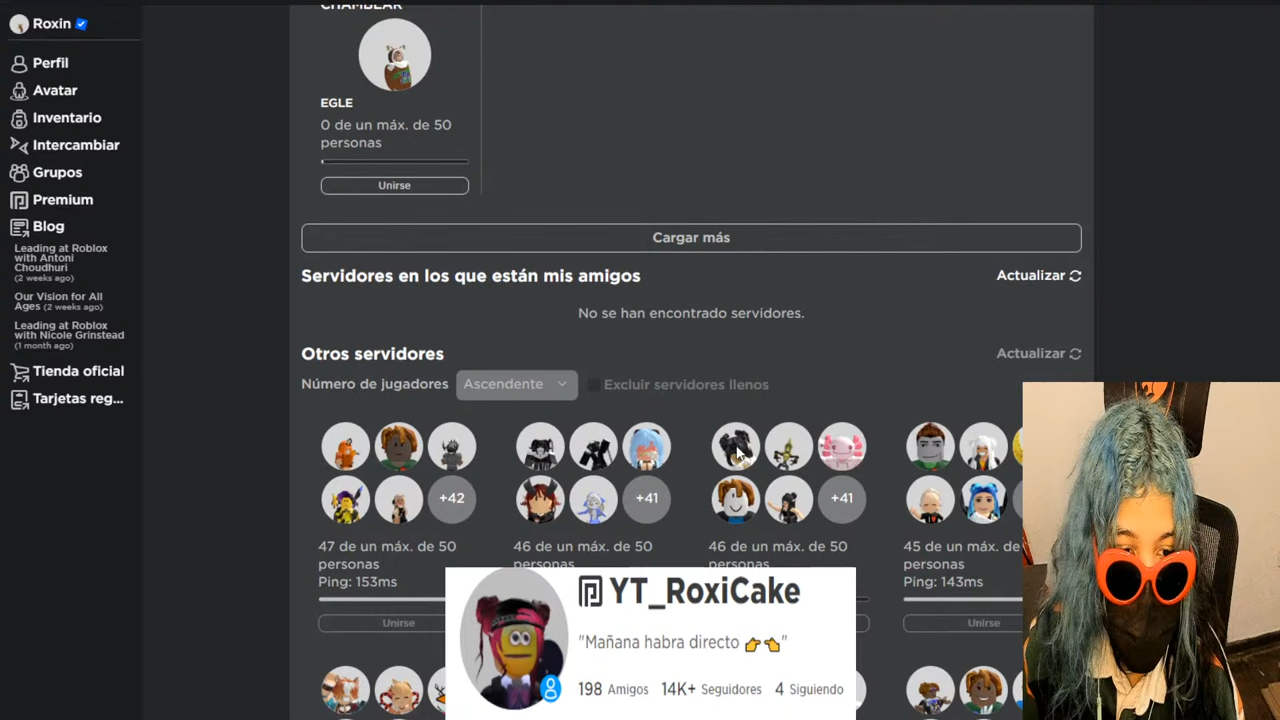 Roxin
Perfil
Avatar
Inventario
Intercambiar
Grupos
Premium
Blog
Leading at Roblox
with Antoni
Choudhuri
(2 weeks ago)
Our Vision for All
Ages (2 weeks ago)
Leading at Roblox
with Nicole Grinstead
(1 month ago)
Tienda oficial
Tarjetas reg...
CHAMBEAR
EGLE
0 de un máx. de 50
personas
Unirse
Cargar más
Servidores en los que están mis amigos
Actualizar
No se han encontrado servidores.
Otros servidores
Actualizar
Número de jugadores
Ascendente
Excluir servidores llenos
+42
+41
+41
47 de un máx. de 50
personas
Ping: 153ms
Unirse
46 de un máx. de 50
personas
46 de un máx. de 50
personas
45 de un máx. de 50
personas
Ping: 143ms
Unirse
YT_RoxiCake
"Mañana habra directo 👉👈"
198 Amigos 14K+ Seguidores 4 Siguiendo